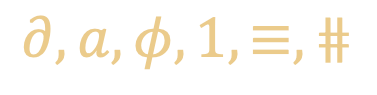 ∂, a, ϕ, 1, ≡, ⋕